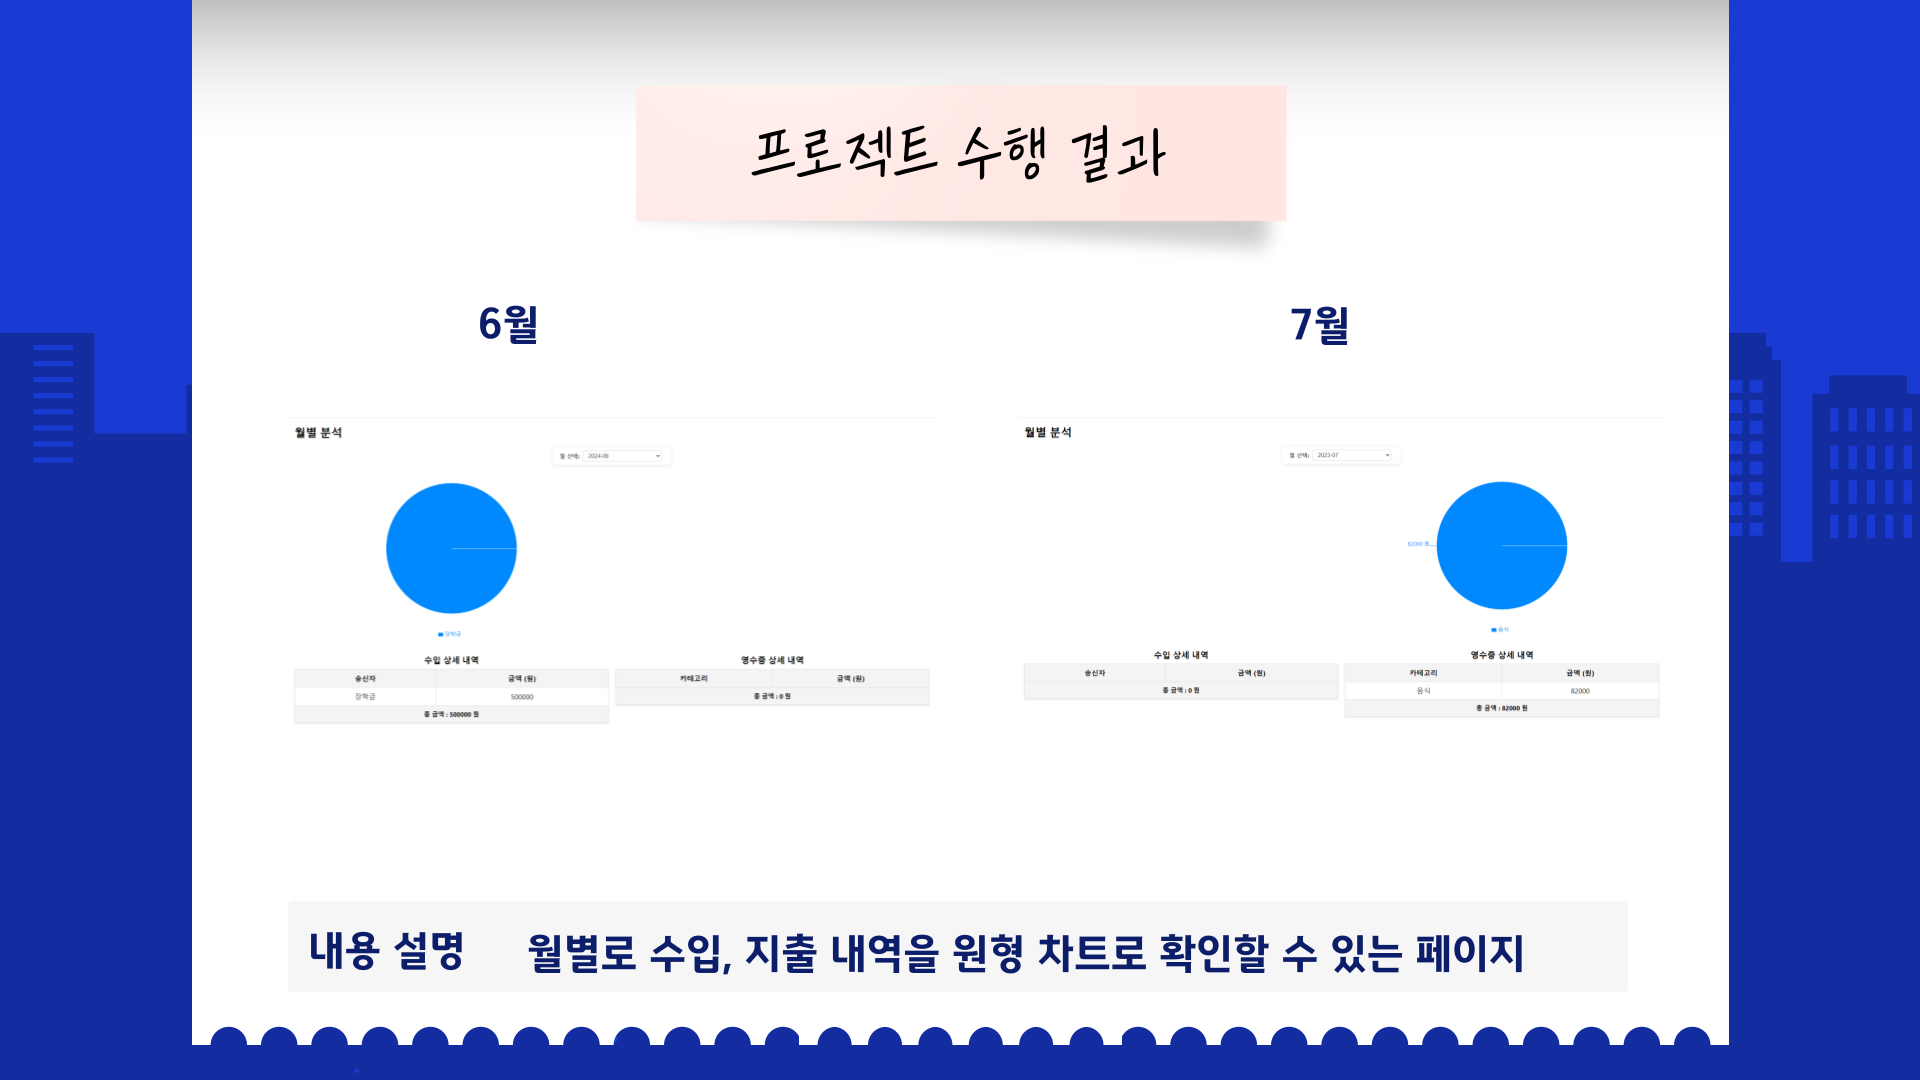 프로젝트 수행 결과
6월
7월
월별 분석
월 선택: 2024-06
장학금
수입 상세 내역
송신자 금액 (원)
장학금 500000
총 금액 : 500000 원
영수증 상세 내역
카테고리 금액 (원)
총 금액 : 0 원
월별 분석
월 선택: 2023-07
82000 원
음식
수입 상세 내역
송신자 금액 (원)
총 금액 : 0 원
영수증 상세 내역
카테고리 금액 (원)
음식 82000
총 금액 : 82000 원
내용 설명 월별로 수입, 지출 내역을 원형 차트로 확인할 수 있는 페이지